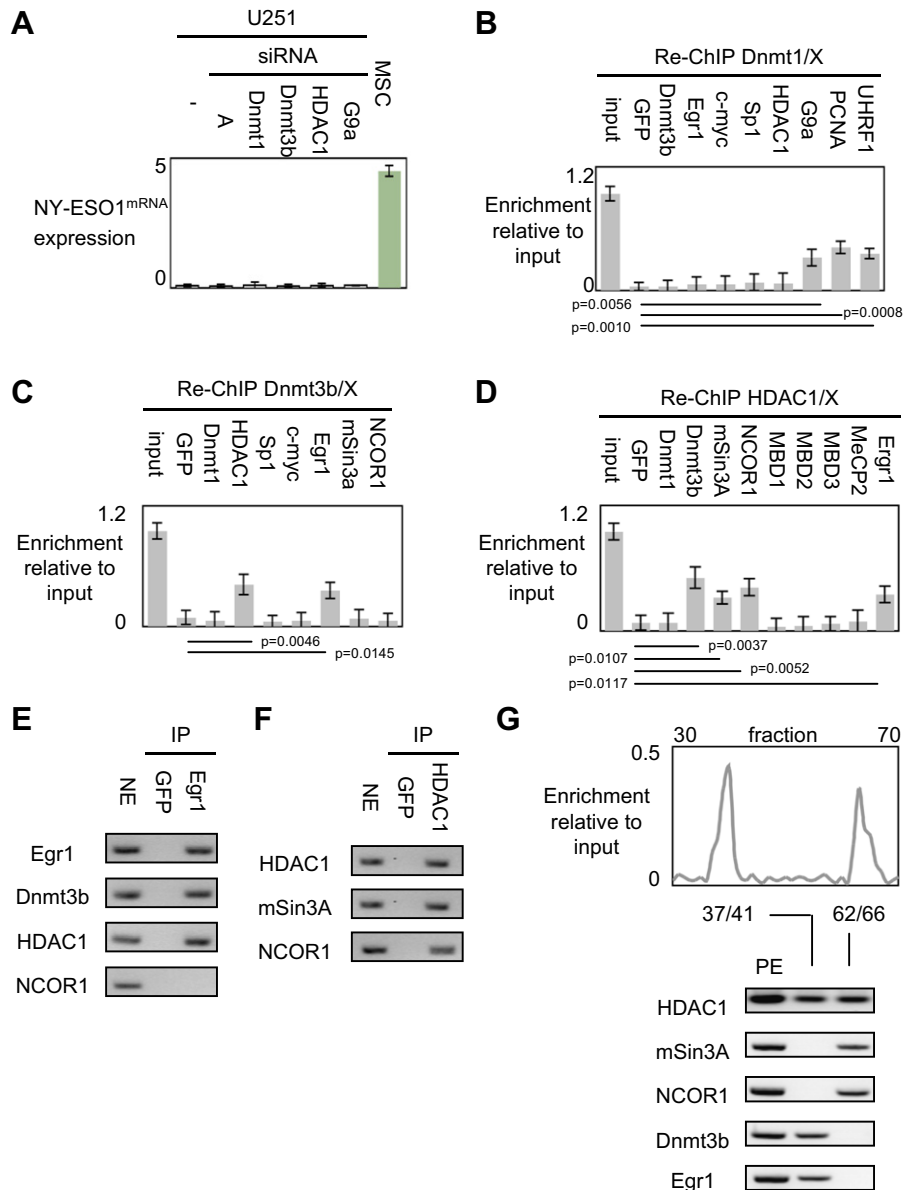 A
U251
siRNA
-
A
Dnmt1
Dnmt3b
HDAC1
G9a
MSC
5
NY-ESO1mRNA
expression
0
B
Re-ChIP Dnmt1/X
input
GFP
Dnmt3b
Egr1
c-myc
Sp1
HDAC1
G9a
PCNA
UHRF1
1.2
Enrichment
relative to
input
0
p=0.0056
p=0.0008
p=0.0010
C
Re-ChIP Dnmt3b/X
input
GFP
Dnmt1
HDAC1
Sp1
c-myc
Egr1
mSin3a
NCOR1
1.2
Enrichment
relative to
input
0
p=0.0046
p=0.0145
D
Re-ChIP HDAC1/X
input
GFP
Dnmt1
Dnmt3b
mSin3A
NCOR1
MBD1
MBD2
MBD3
MeCP2
Ergr1
1.2
Enrichment
relative to
input
0
p=0.0037
p=0.0107
p=0.0052
p=0.0117
E
IP
NE
GFP
Egr1
Egr1
Dnmt3b
HDAC1
NCOR1
F
IP
NE
GFP
HDAC1
HDAC1
mSin3A
NCOR1
G
30 fraction 70
0.5
Enrichment
relative to
input
0
37/41 62/66
PE
HDAC1
mSin3A
NCOR1
Dnmt3b
Egr1